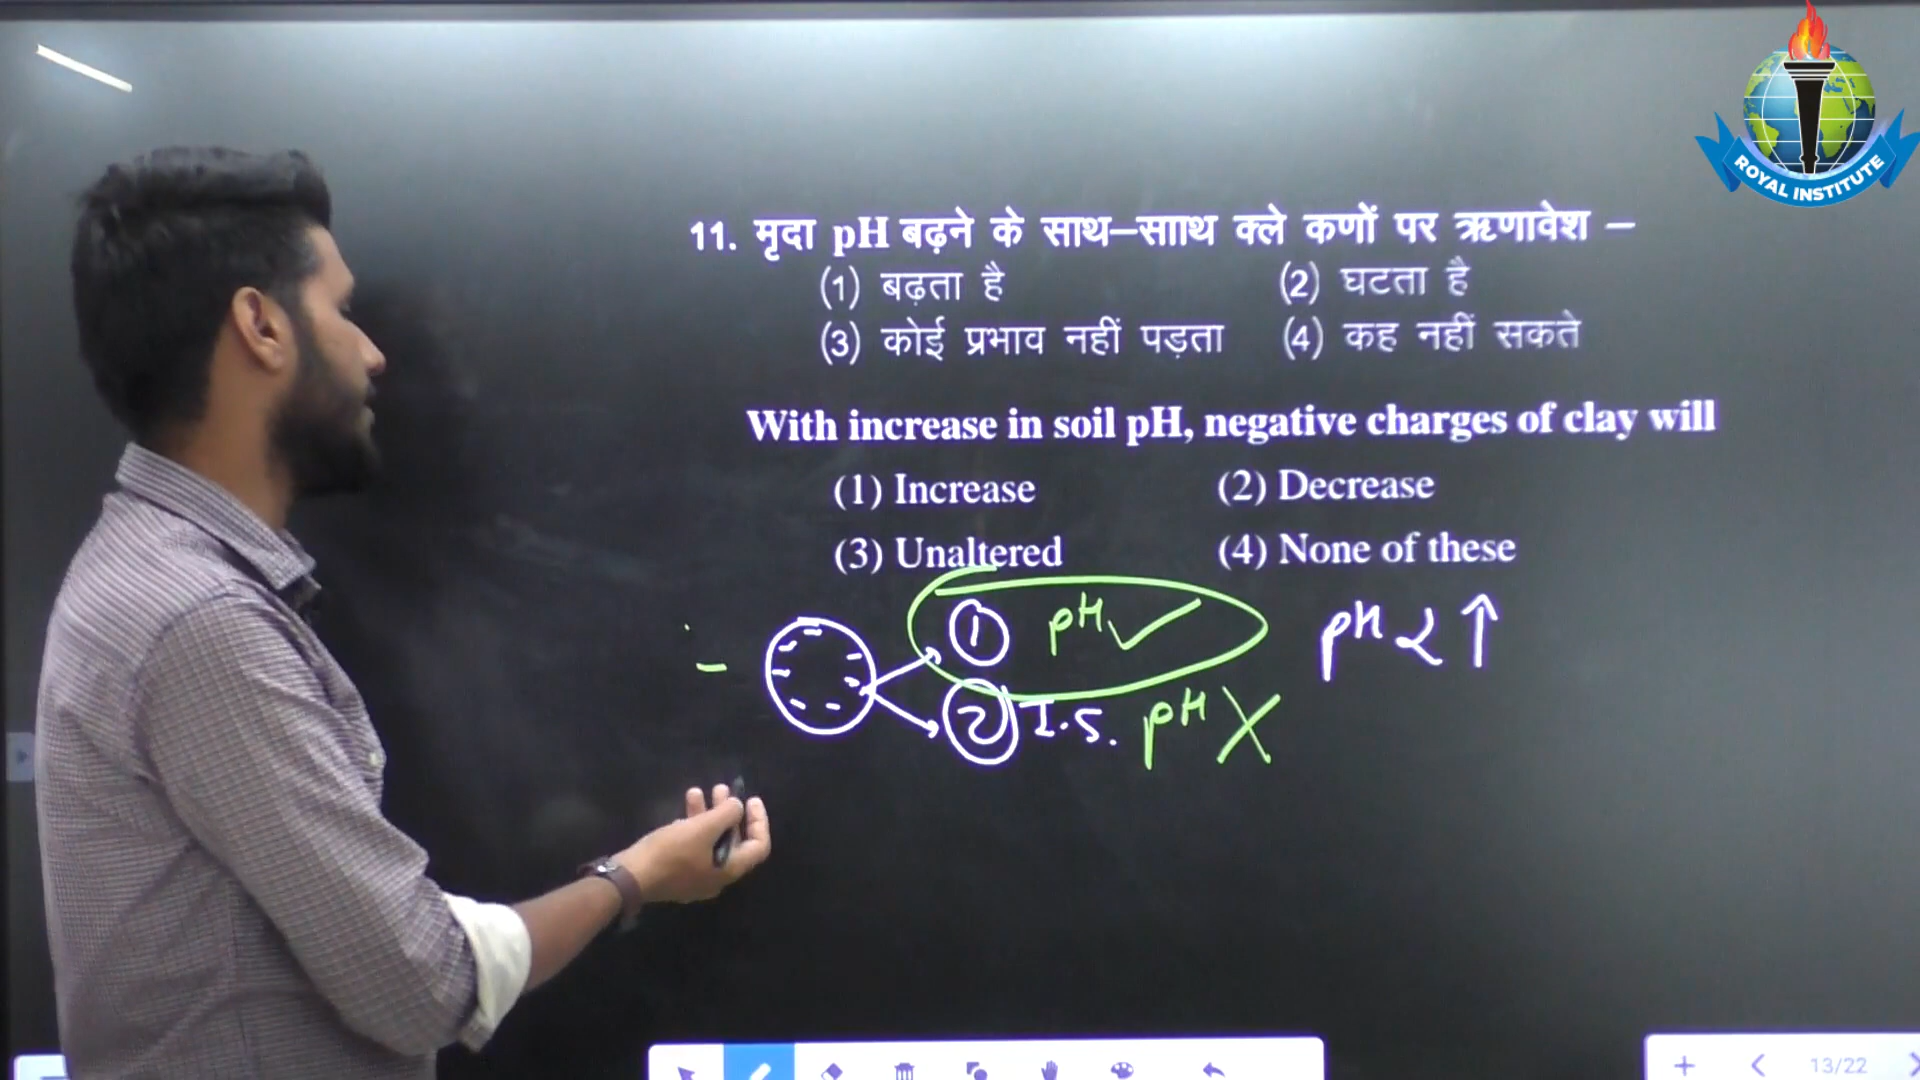 ROYAL INSTITUTE
11. मृदा pH बढ़ने के साथ–सााथ क्ले कणों पर ऋणावेश –
(1) बढ़ता है (2) घटता है
(3) कोई प्रभाव नहीं पड़ता (4) कह नहीं सकते
With increase in soil pH, negative charges of clay will
(1) Increase (2) Decrease
(3) Unaltered (4) None of these
1 pH ✓ pH α ↑
2 I.S. pH X
13/22